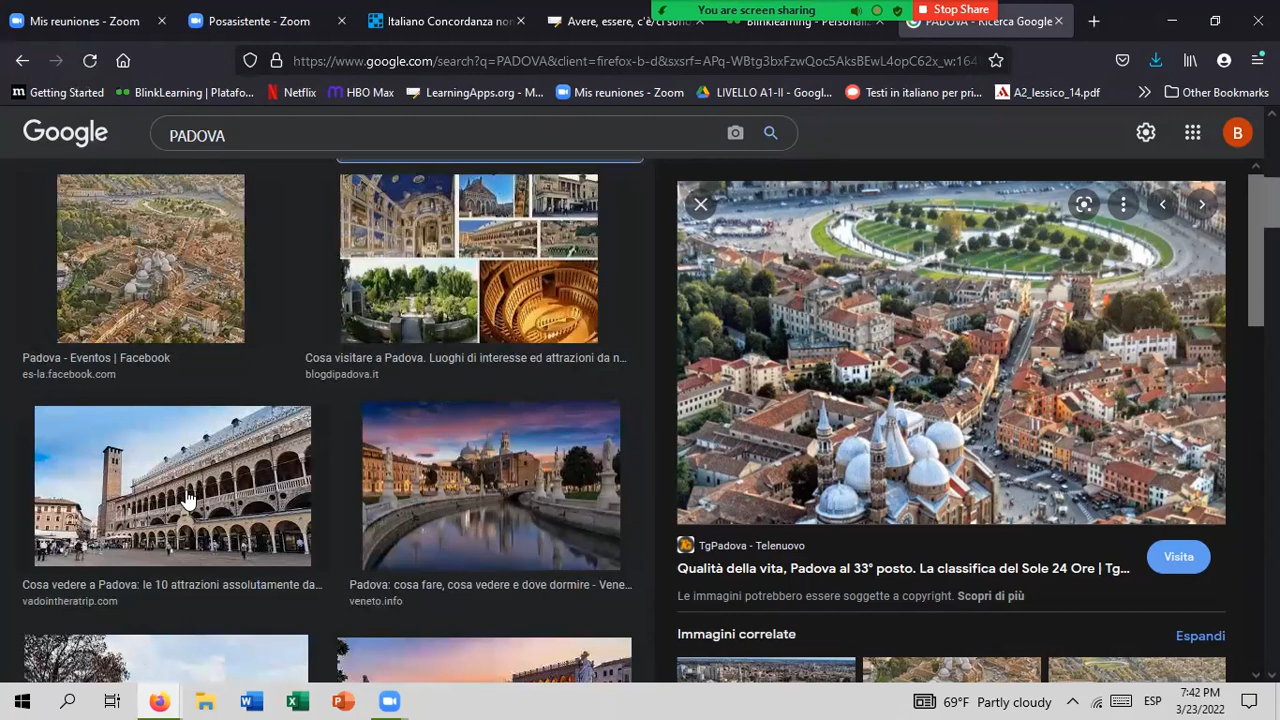 Mis reuniones - Zoom
Posasistente - Zoom
Italiano Concordanza non
Avere, essere, c'è/ci sono
You are screen sharing
Stop Share
Blinklearning - Personaliz
PADOVA - Ricerca Google
https://www.google.com/search?q=PADOVA&client=firefox-b-d&sxsrf=APq-WBtg3bxFzwQoc5AksBEwL4opC62x_w:164
Getting Started
BlinkLearning (Platafo...
Netflix
HBO Max
LearningApps.org - M...
Mis reuniones - Zoom
LIVELLO A1-II - Googl...
Testi in italiano per pri...
A2_lessico_14.pdf
Other Bookmarks
Google
PADOVA
B
Padova - Eventos | Facebook
es-la.facebook.com
Cosa visitare a Padova. Luoghi di interesse ed attrazioni da n...
blogdipadova.it
Cosa vedere a Padova: le 10 attrazioni assolutamente da...
vadointheratrip.com
Padova: cosa fare, cosa vedere e dove dormire - Vene...
veneto.info
TgPadova - Telenuovo
Visita
Qualità della vita, Padova al 33° posto. La classifica del Sole 24 Ore | Tg...
Le immagini potrebbero essere soggette a copyright. Scopri di più
Immagini correlate
Espandi
69°F Partly cloudy
ESP
7:42 PM
3/23/2022